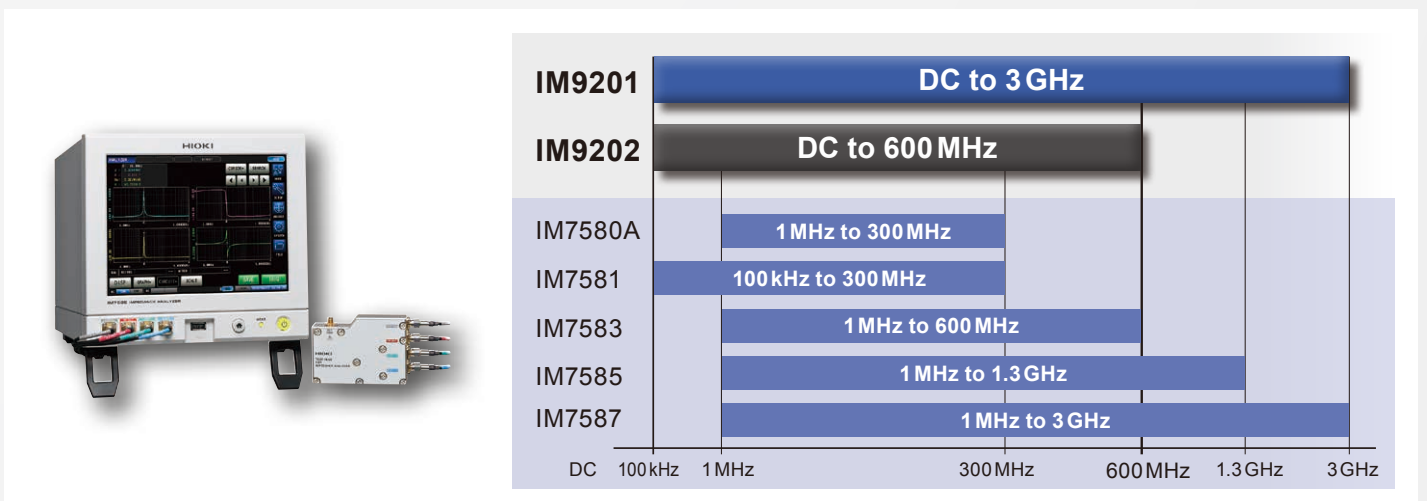 HIOKI
HIOKI
IM9201
DC to 3 GHz
IM9202
DC to 600 MHz
IM7580A
1 MHz to 300 MHz
IM7581
100 kHz to 300 MHz
IM7583
1 MHz to 600 MHz
IM7585
1 MHz to 1.3 GHz
IM7587
1 MHz to 3 GHz
DC 100 kHz 1 MHz 300 MHz 600 MHz 1.3 GHz 3 GHz